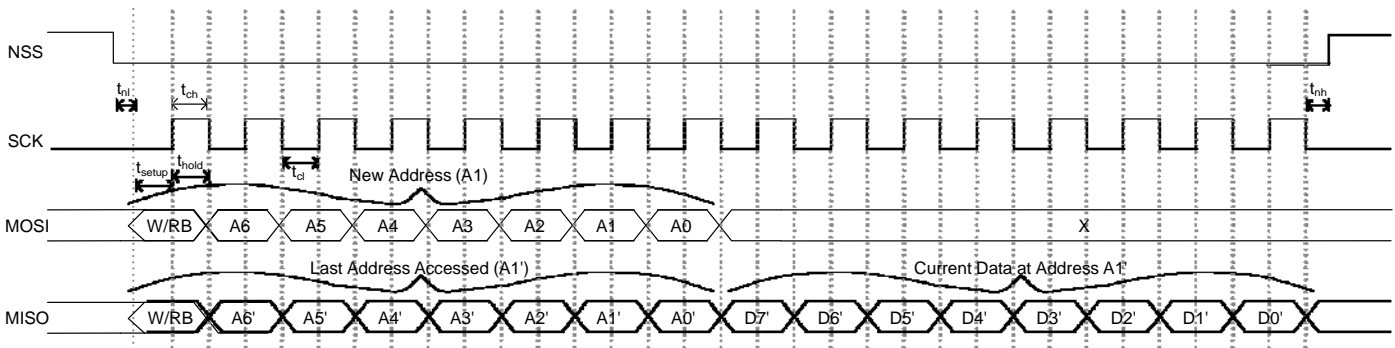 NSS
t_nl t_ch t_nh
SCK
t_setup t_hold t_cl
New Address (A1)
MOSI W/RB A6 A5 A4 A3 A2 A1 A0 X
Last Address Accessed (A1') Current Data at Address A1'
MISO W/RB A6' A5' A4' A3' A2' A1' A0' D7' D6' D5' D4' D3' D2' D1' D0'